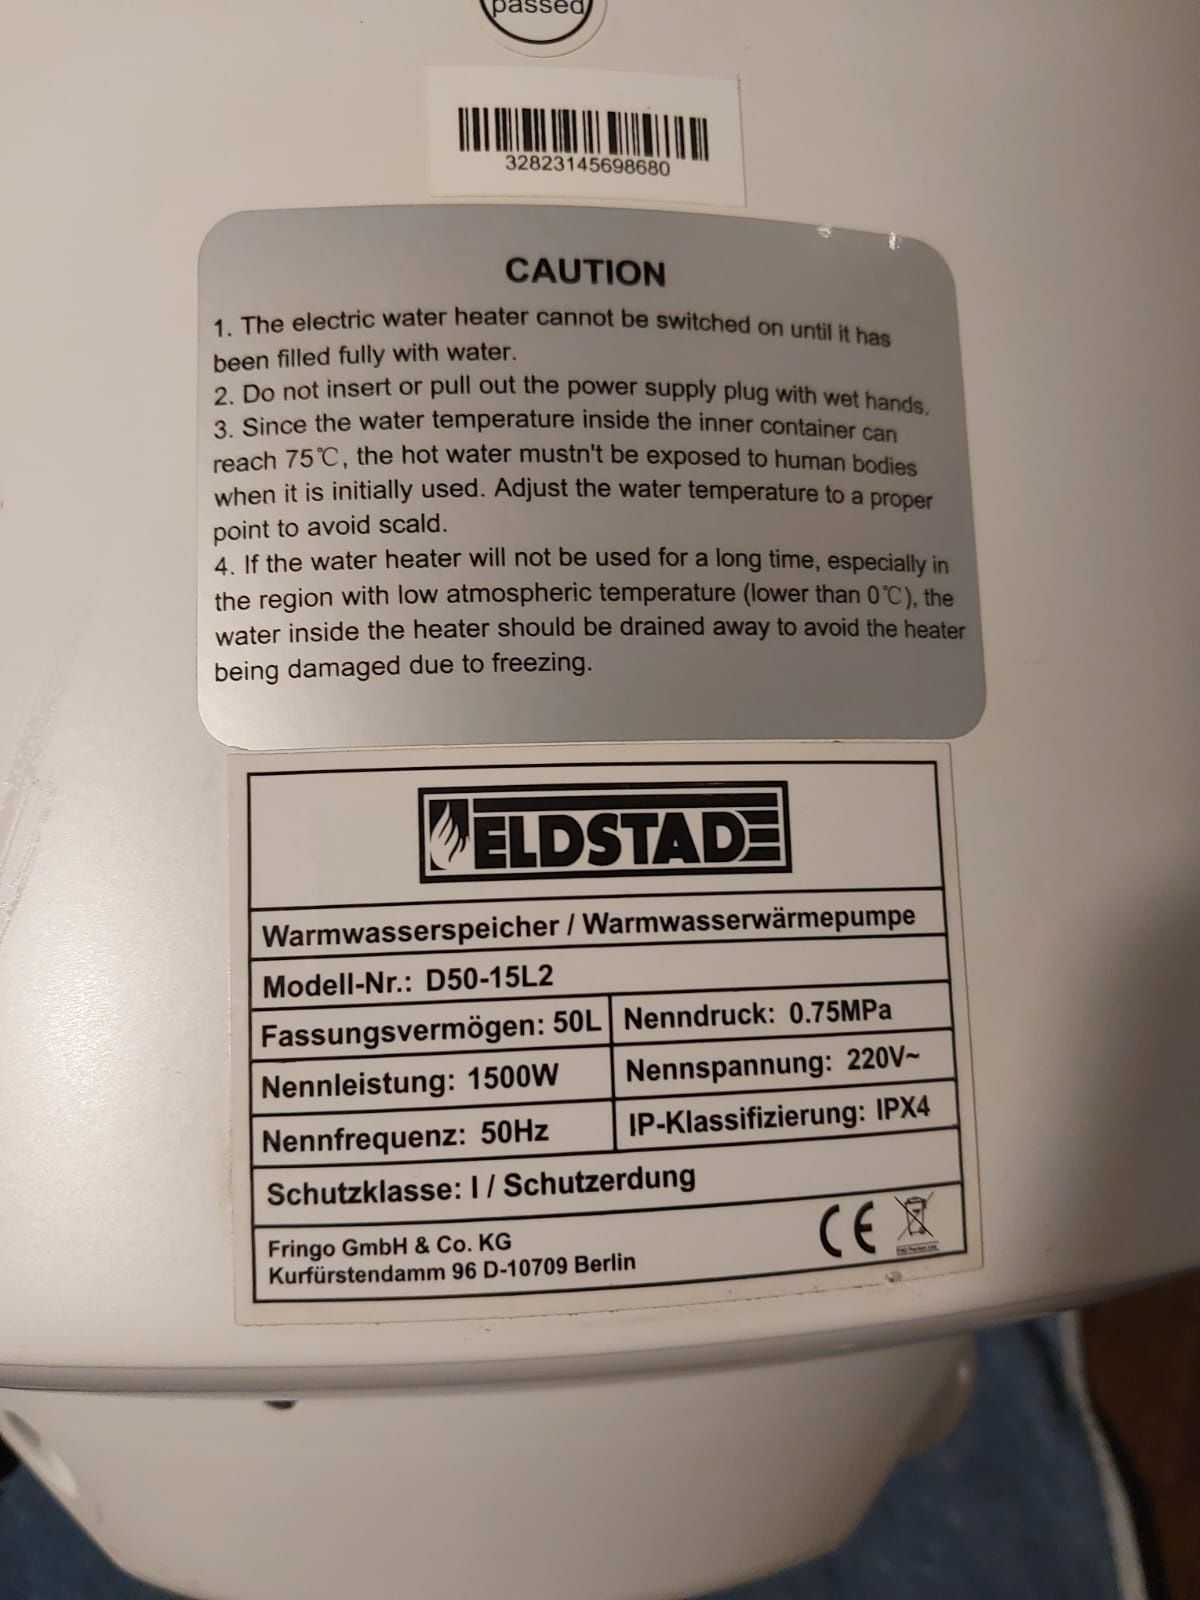 passed
32823145698680
CAUTION
1. The electric water heater cannot be switched on until it has
been filled fully with water.
2. Do not insert or pull out the power supply plug with wet hands.
3. Since the water temperature inside the inner container can
reach 75℃, the hot water mustn't be exposed to human bodies
when it is initially used. Adjust the water temperature to a proper
point to avoid scald.
4. If the water heater will not be used for a long time, especially in
the region with low atmospheric temperature (lower than 0℃), the
water inside the heater should be drained away to avoid the heater
being damaged due to freezing.
ELDSTAD
Warmwasserspeicher / Warmwasserwärmepumpe
Modell-Nr.: D50-15L2
Fassungsvermögen: 50L Nenndruck: 0.75MPa
Nennleistung: 1500W Nennspannung: 220V~
Nennfrequenz: 50Hz IP-Klassifizierung: IPX4
Schutzklasse: I / Schutzerdung
Fringo GmbH & Co. KG
Kurfürstendamm 96 D-10709 Berlin
CE